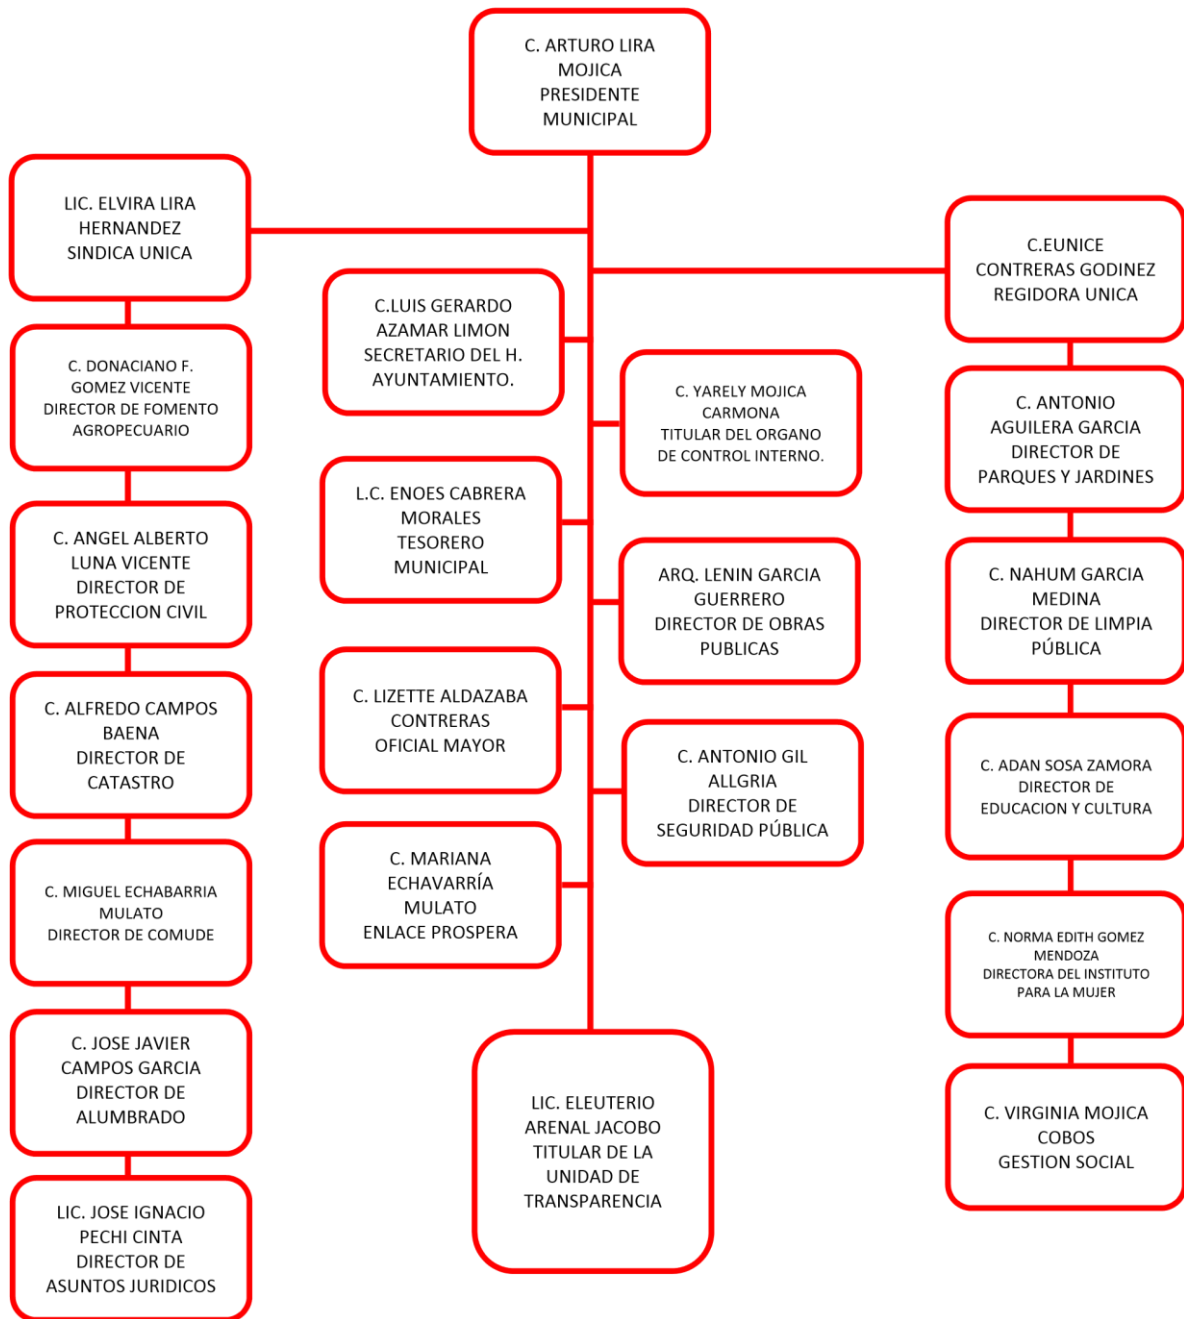 C. ARTURO LIRA
MOJICA
PRESIDENTE
MUNICIPAL
LIC. ELVIRA LIRA
HERNANDEZ
SINDICA UNICA
C.EUNICE
CONTRERAS GODINEZ
REGIDORA UNICA
C. DONACIANO F.
GOMEZ VICENTE
DIRECTOR DE FOMENTO
AGROPECUARIO
C. ANGEL ALBERTO
LUNA VICENTE
DIRECTOR DE
PROTECCION CIVIL
C. ALFREDO CAMPOS
BAENA
DIRECTOR DE
CATASTRO
C. MIGUEL ECHABARRIA
MULATO
DIRECTOR DE COMUDE
C. JOSE JAVIER
CAMPOS GARCIA
DIRECTOR DE
ALUMBRADO
LIC. JOSE IGNACIO
PECHI CINTA
DIRECTOR DE
ASUNTOS JURIDICOS
C.LUIS GERARDO
AZAMAR LIMON
SECRETARIO DEL H.
AYUNTAMIENTO.
L.C. ENOES CABRERA
MORALES
TESORERO
MUNICIPAL
C. LIZETTE ALDAZABA
CONTRERAS
OFICIAL MAYOR
C. MARIANA
ECHAVARRÍA
MULATO
ENLACE PROSPERA
C. YARELY MOJICA
CARMONA
TITULAR DEL ORGANO
DE CONTROL INTERNO.
ARQ. LENIN GARCIA
GUERRERO
DIRECTOR DE OBRAS
PUBLICAS
C. ANTONIO GIL
ALLGRIA
DIRECTOR DE
SEGURIDAD PÚBLICA
LIC. ELEUTERIO
ARENAL JACOBO
TITULAR DE LA
UNIDAD DE
TRANSPARENCIA
C. ANTONIO
AGUILERA GARCIA
DIRECTOR DE
PARQUES Y JARDINES
C. NAHUM GARCIA
MEDINA
DIRECTOR DE LIMPIA
PÚBLICA
C. ADAN SOSA ZAMORA
DIRECTOR DE
EDUCACION Y CULTURA
C. NORMA EDITH GOMEZ
MENDOZA
DIRECTORA DEL INSTITUTO
PARA LA MUJER
C. VIRGINIA MOJICA
COBOS
GESTION SOCIAL